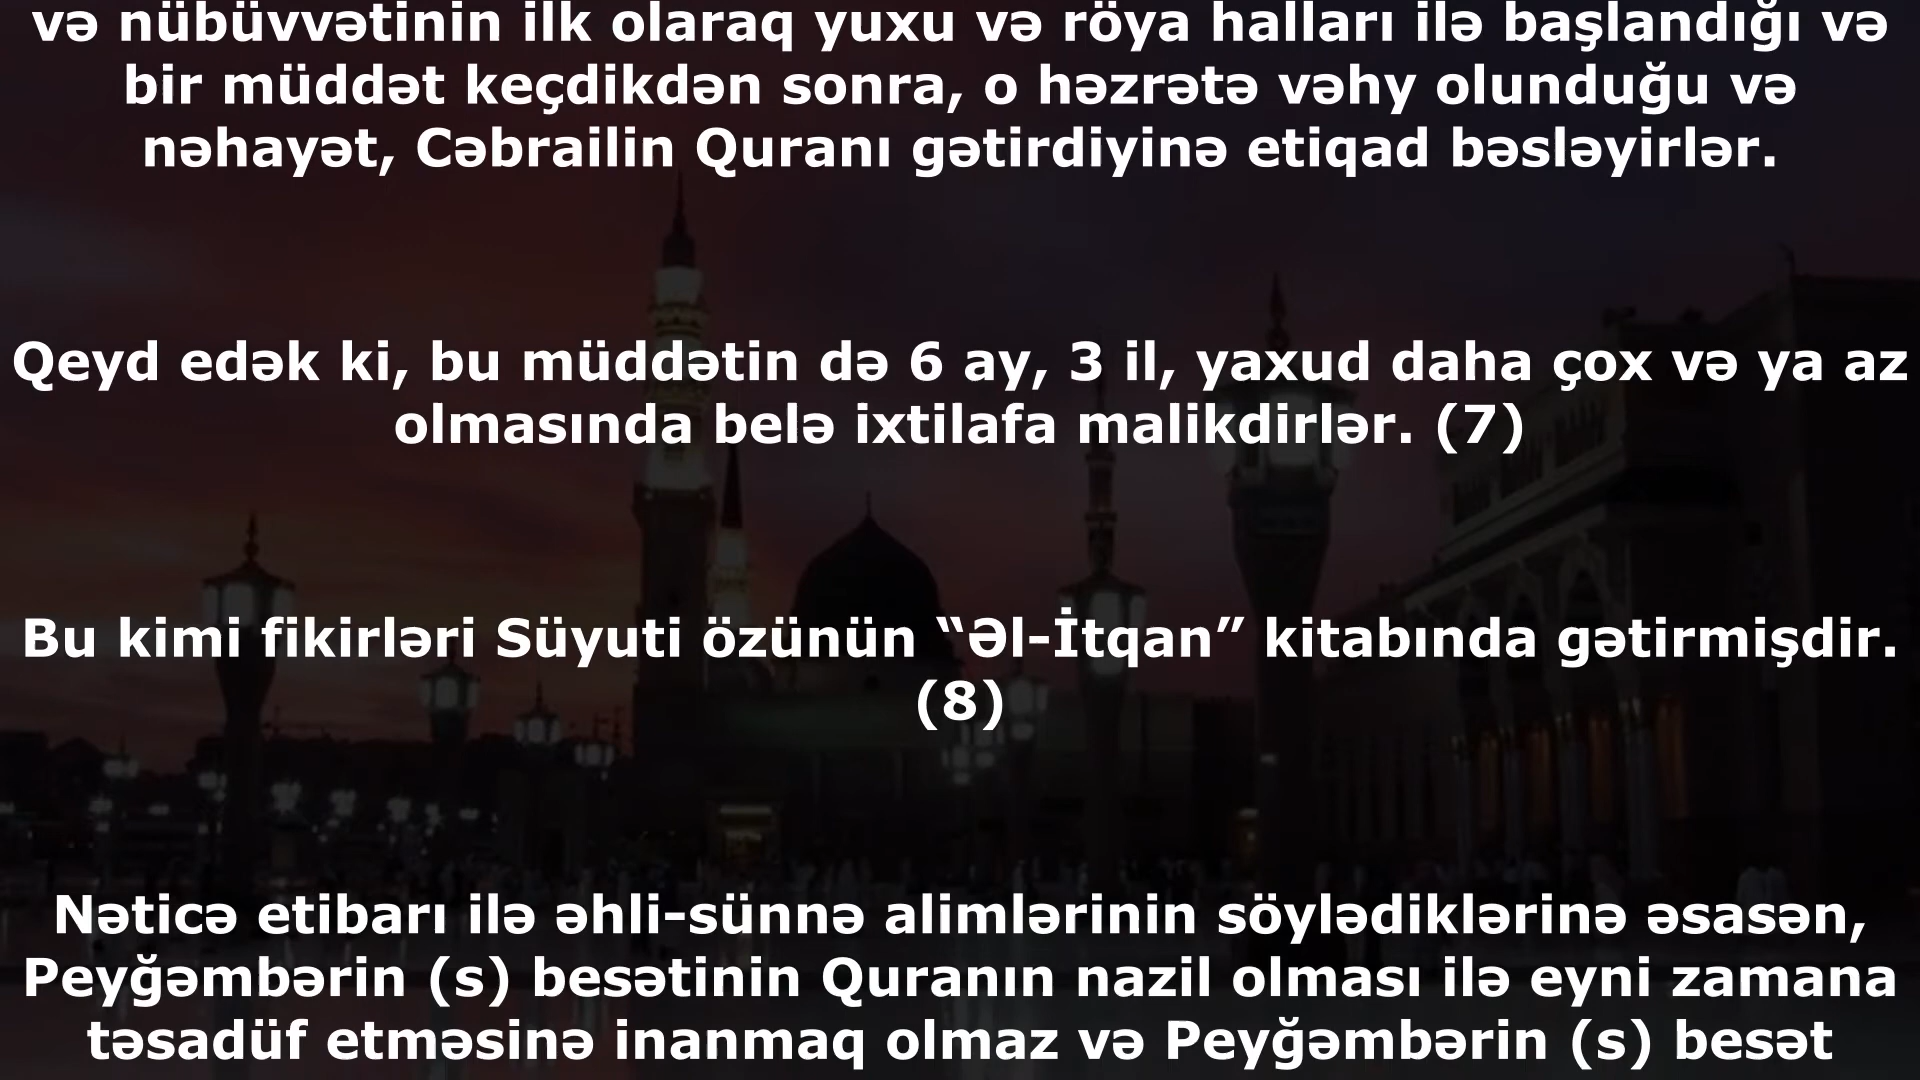 və nübüvvətinin ilk olaraq yuxu və röya halları ilə başlandığı və
bir müddət keçdikdən sonra, o həzrətə vəhy olunduğu və
nəhayət, Cəbrailin Quranı gətirdiyinə etiqad bəsləyirlər.
Qeyd edək ki, bu müddətin də 6 ay, 3 il, yaxud daha çox və ya az
olmasında belə ixtilafa malikdirlər. (7)
Bu kimi fikirləri Süyuti özünün “Əl-İtqan” kitabında gətirmişdir.
(8)
Nəticə etibarı ilə əhli-sünnə alimlərinin söylədiklərinə əsasən,
Peyğəmbərin (s) besətinin Quranın nazil olması ilə eyni zamana
təsadüf etməsinə inanmaq olmaz və Peyğəmbərin (s) besət